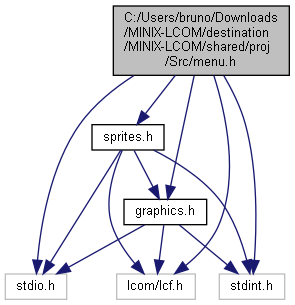 C:/Users/bruno/Downloads
/MINIX-LCOM/destination
/MINIX-LCOM/shared/proj
/Src/menu.h
sprites.h
graphics.h
stdio.h
lcom/lcf.h
stdint.h